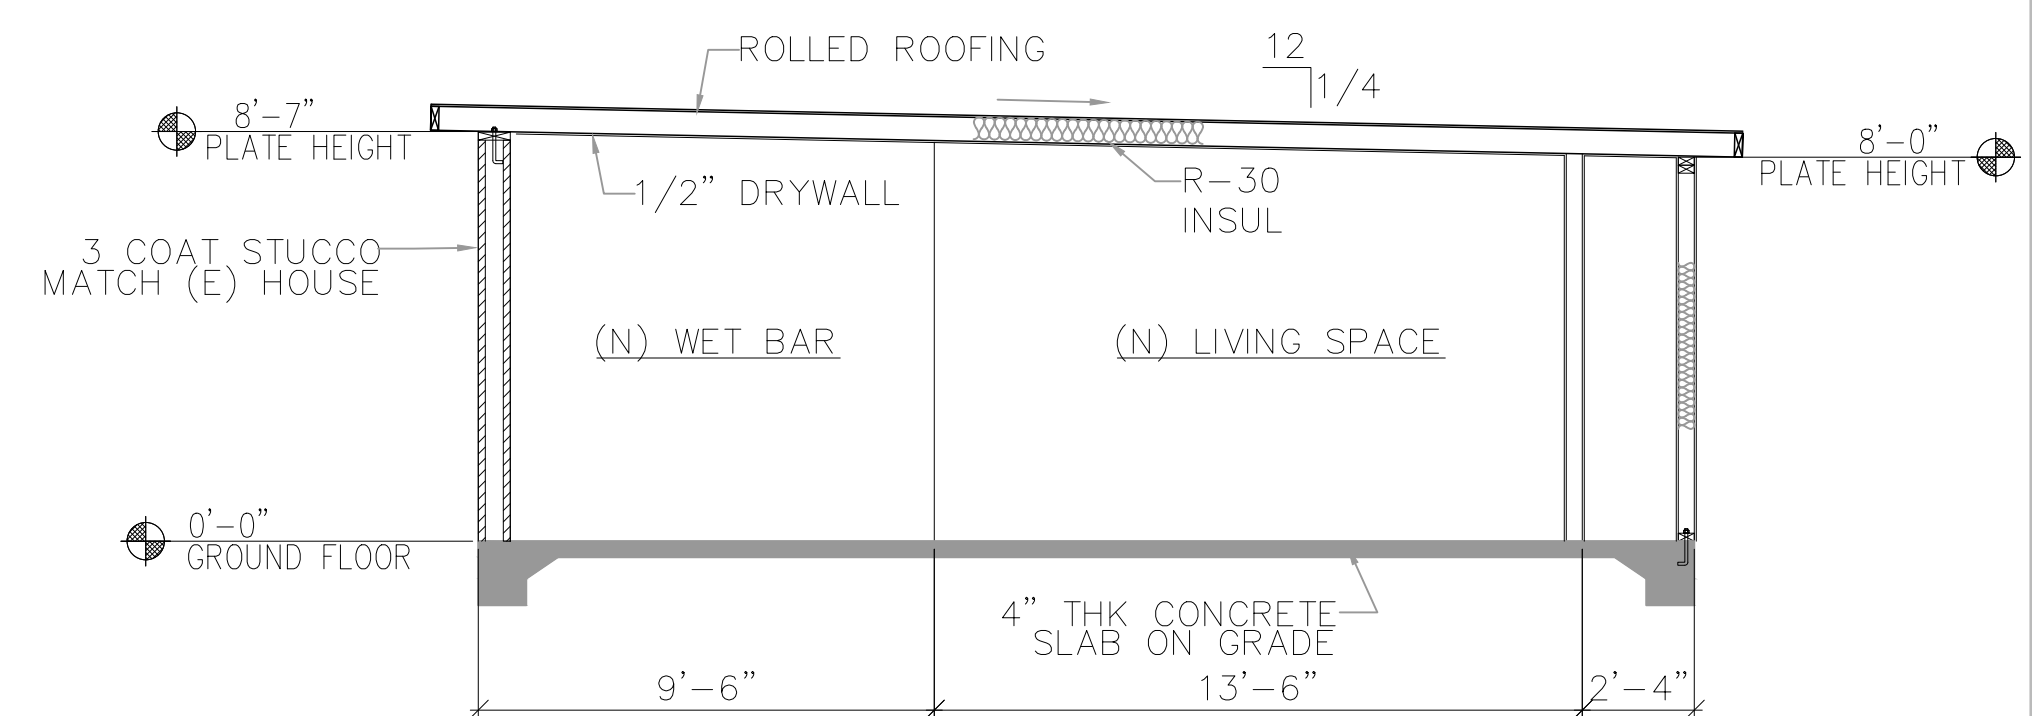 ROLLED ROOFING
12
1/4
8'-7"
PLATE HEIGHT
8'-0"
PLATE HEIGHT
1/2" DRYWALL
R-30
INSUL
3 COAT STUCCO
MATCH (E) HOUSE
(N) WET BAR
(N) LIVING SPACE
0'-0"
GROUND FLOOR
4" THK CONCRETE
SLAB ON GRADE
9'-6"
13'-6"
2'-4"